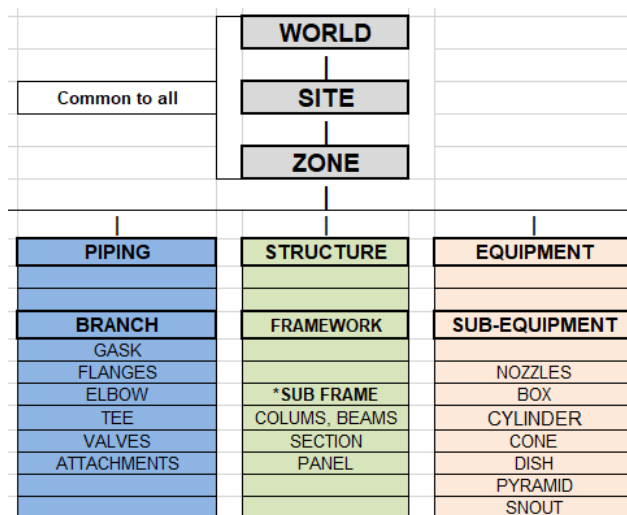 WORLD
|
Common to all
SITE
|
ZONE
|
| | |
PIPING STRUCTURE EQUIPMENT
BRANCH FRAMEWORK SUB-EQUIPMENT
GASK
FLANGES NOZZLES
ELBOW *SUB FRAME BOX
TEE COLUMS, BEAMS CYLINDER
VALVES SECTION CONE
ATTACHMENTS PANEL DISH
PYRAMID
SNOUT